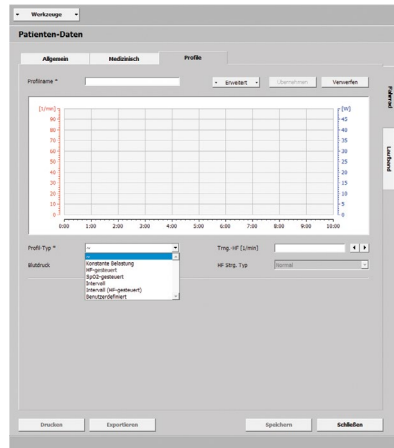 Werkzeuge
Patienten-Daten
Allgemein Medizinisch Profile
Profilname * Erweitert Übernehmen Verwerfen
[1/min] [W]
90 45
80 40
70 35
60 30
50 25
40 20
30 15
20 10
10 5
0 0
0:00 1:00 2:00 3:00 4:00 5:00 6:00 7:00 8:00 9:00 10:00
Fahrrad
Laufband
Profil-Typ * -- Trng.-HF [1/min]
Blutdruck -- HF Strg. Typ Normal
Konstante Belastung
HF-gesteuert
SpO2-gesteuert
Intervall
Intervall (HF-gesteuert)
Benutzerdefiniert
Drucken Exportieren Speichern Schließen